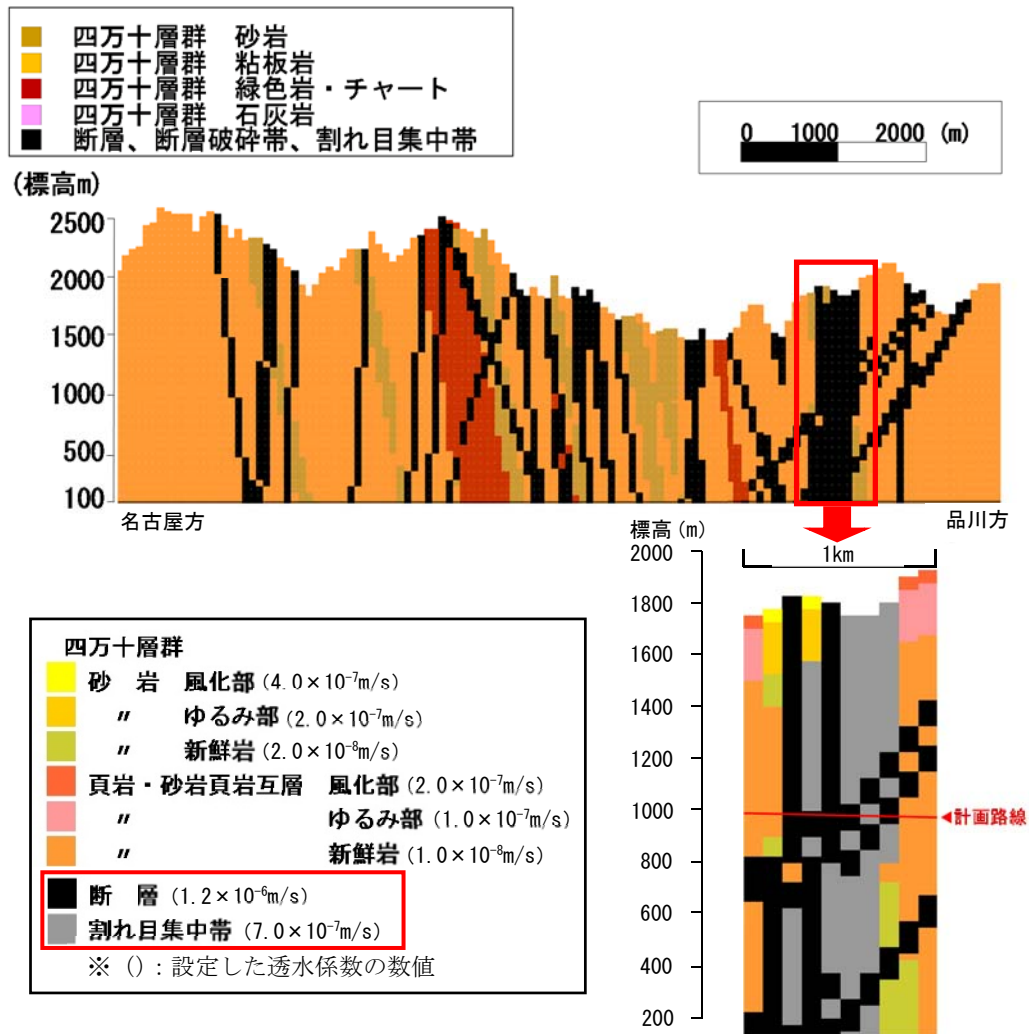 四万十層群 砂岩
四万十層群 粘板岩
四万十層群 緑色岩・チャート
四万十層群 石灰岩
断層、断層破砕帯、割れ目集中帯
0 1000 2000 (m)
(標高m)
2500
2000
1500
1000
500
100
名古屋方
品川方
標高(m)
1km
2000
1800
1600
1400
1200
1000
800
600
400
200
計画路線
四万十層群
砂 岩 風化部(4.0×10⁻⁷m/s)
〃 ゆるみ部(2.0×10⁻⁷m/s)
〃 新鮮岩(2.0×10⁻⁸m/s)
頁岩・砂岩頁岩互層 風化部(2.0×10⁻⁷m/s)
〃 ゆるみ部(1.0×10⁻⁷m/s)
〃 新鮮岩(1.0×10⁻⁸m/s)
断 層(1.2×10⁻⁶m/s)
割れ目集中帯(7.0×10⁻⁷m/s)
※():設定した透水係数の数値